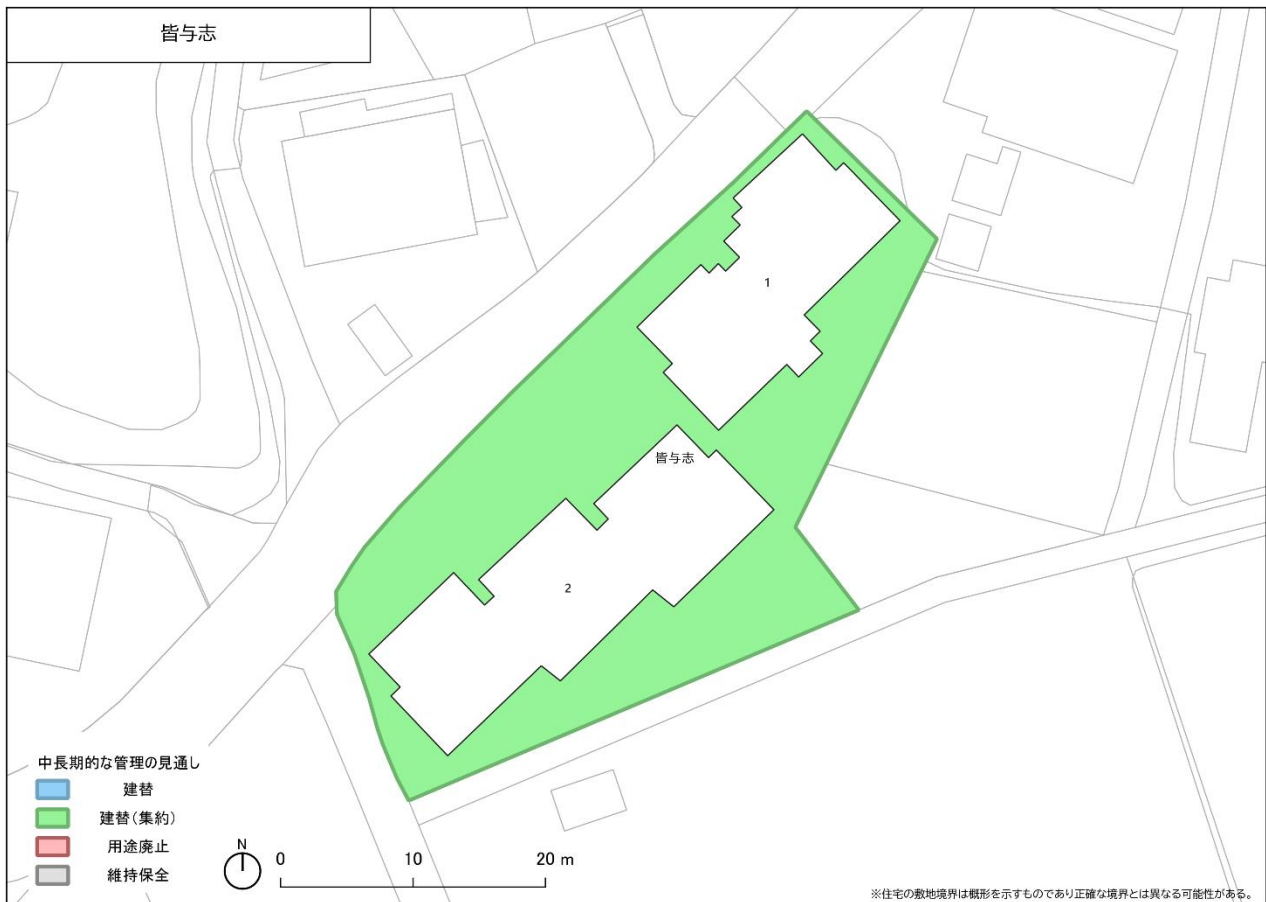 皆与志
1
皆与志
2
中長期的な管理の見通し
建替
建替(集約)
用途廃止
維持保全
N
0 10 20 m
※住宅の敷地境界は概形を示すものであり正確な境界とは異なる可能性がある。